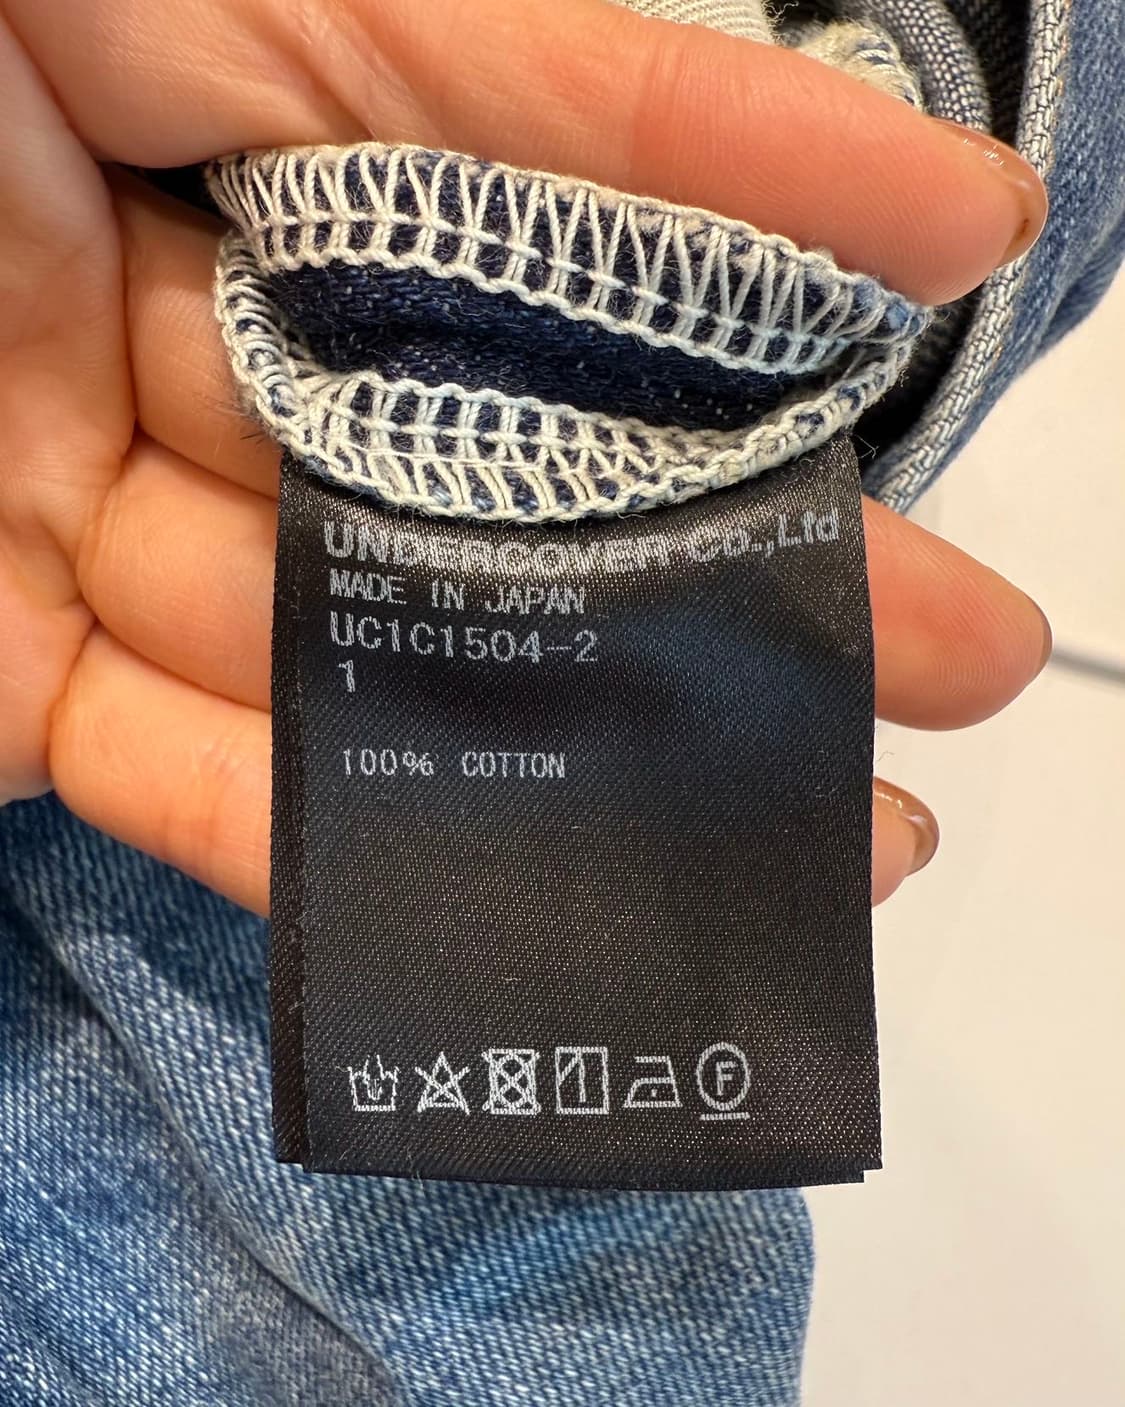 UNDERCOVER Co.,Ltd
MADE IN JAPAN
UC1C1504-2
1
100% COTTON
F